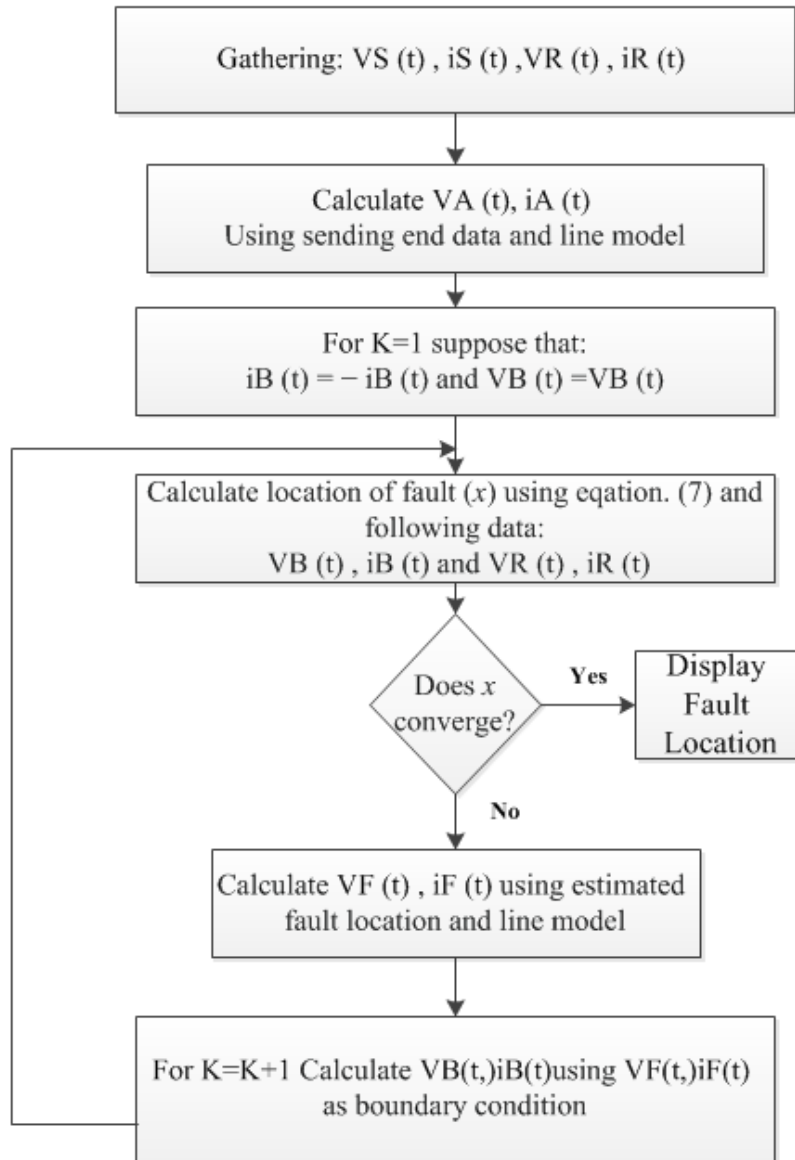 Gathering: VS (t) , iS (t) ,VR (t) , iR (t)
Calculate VA (t), iA (t)
Using sending end data and line model
For K=1 suppose that:
iB (t) = − iB (t) and VB (t) =VB (t)
Calculate location of fault (x) using eqation. (7) and
following data:
VB (t) , iB (t) and VR (t) , iR (t)
Does x
converge?
Yes
Display
Fault
Location
No
Calculate VF (t) , iF (t) using estimated
fault location and line model
For K=K+1 Calculate VB(t,)iB(t)using VF(t,)iF(t)
as boundary condition